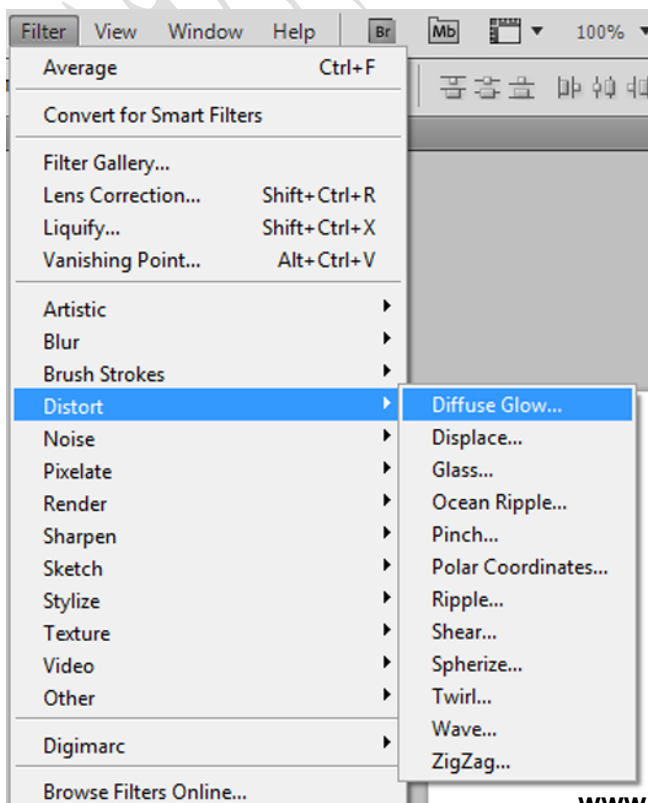 Filter View Window Help Br Mb 100%
Average Ctrl+F
Convert for Smart Filters
Filter Gallery...
Lens Correction... Shift+Ctrl+R
Liquify... Shift+Ctrl+X
Vanishing Point... Alt+Ctrl+V
Artistic
Blur
Brush Strokes
Distort
Noise
Pixelate
Render
Sharpen
Sketch
Stylize
Texture
Video
Other
Digimarc
Browse Filters Online...
Diffuse Glow...
Displace...
Glass...
Ocean Ripple...
Pinch...
Polar Coordinates...
Ripple...
Shear...
Spherize...
Twirl...
Wave...
ZigZag...